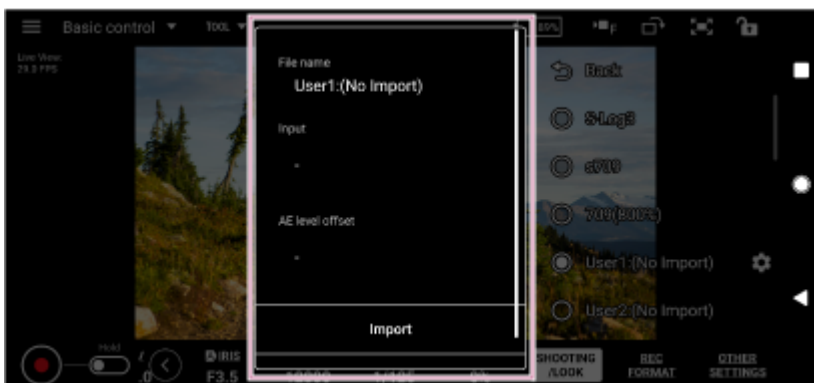 Basic control
TOOL
89%
F
Live View:
29.9 FPS
File name
User1:(No Import)
Input
-
AE level offset
-
Import
Back
S-Log3
s709
709(800%)
User1:(No Import)
User2:(No Import)
Hold
IRIS
F3.5
SHOOTING
/LOOK
REC
FORMAT
OTHER
SETTINGS